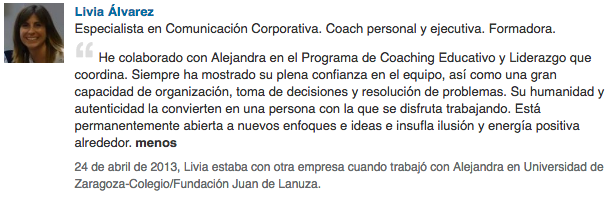 Livia Álvarez
Especialista en Comunicación Corporativa. Coach personal y ejecutiva. Formadora.
“ He colaborado con Alejandra en el Programa de Coaching Educativo y Liderazgo que
coordina. Siempre ha mostrado su plena confianza en el equipo, así como una gran
capacidad de organización, toma de decisiones y resolución de problemas. Su humanidad y
autenticidad la convierten en una persona con la que se disfruta trabajando. Está
permanentemente abierta a nuevos enfoques e ideas e insufla ilusión y energía positiva
alrededor. menos
24 de abril de 2013, Livia estaba con otra empresa cuando trabajó con Alejandra en Universidad de
Zaragoza-Colegio/Fundación Juan de Lanuza.